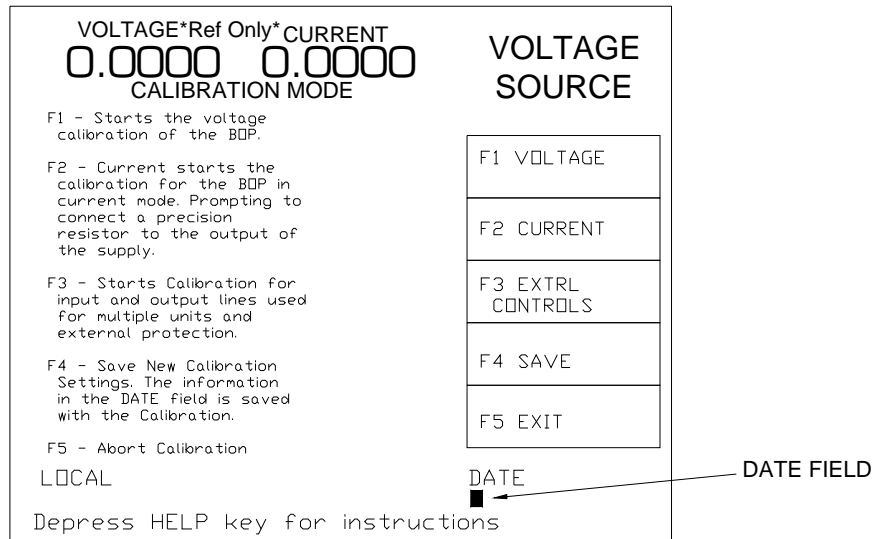 VOLTAGE*Ref Only* CURRENT
0.0000 0.0000
CALIBRATION MODE
VOLTAGE
SOURCE
F1 - Starts the voltage
calibration of the BOP.
F2 - Current starts the
calibration for the BOP in
current mode. Prompting to
connect a precision
resistor to the output of
the supply.
F3 - Starts Calibration for
input and output lines used
for multiple units and
external protection.
F4 - Save New Calibration
Settings. The information
in the DATE field is saved
with the Calibration.
F5 - Abort Calibration
F1 VOLTAGE
F2 CURRENT
F3 EXTRL
CONTROLS
F4 SAVE
F5 EXIT
LOCAL
DATE
DATE FIELD
Depress HELP key for instructions